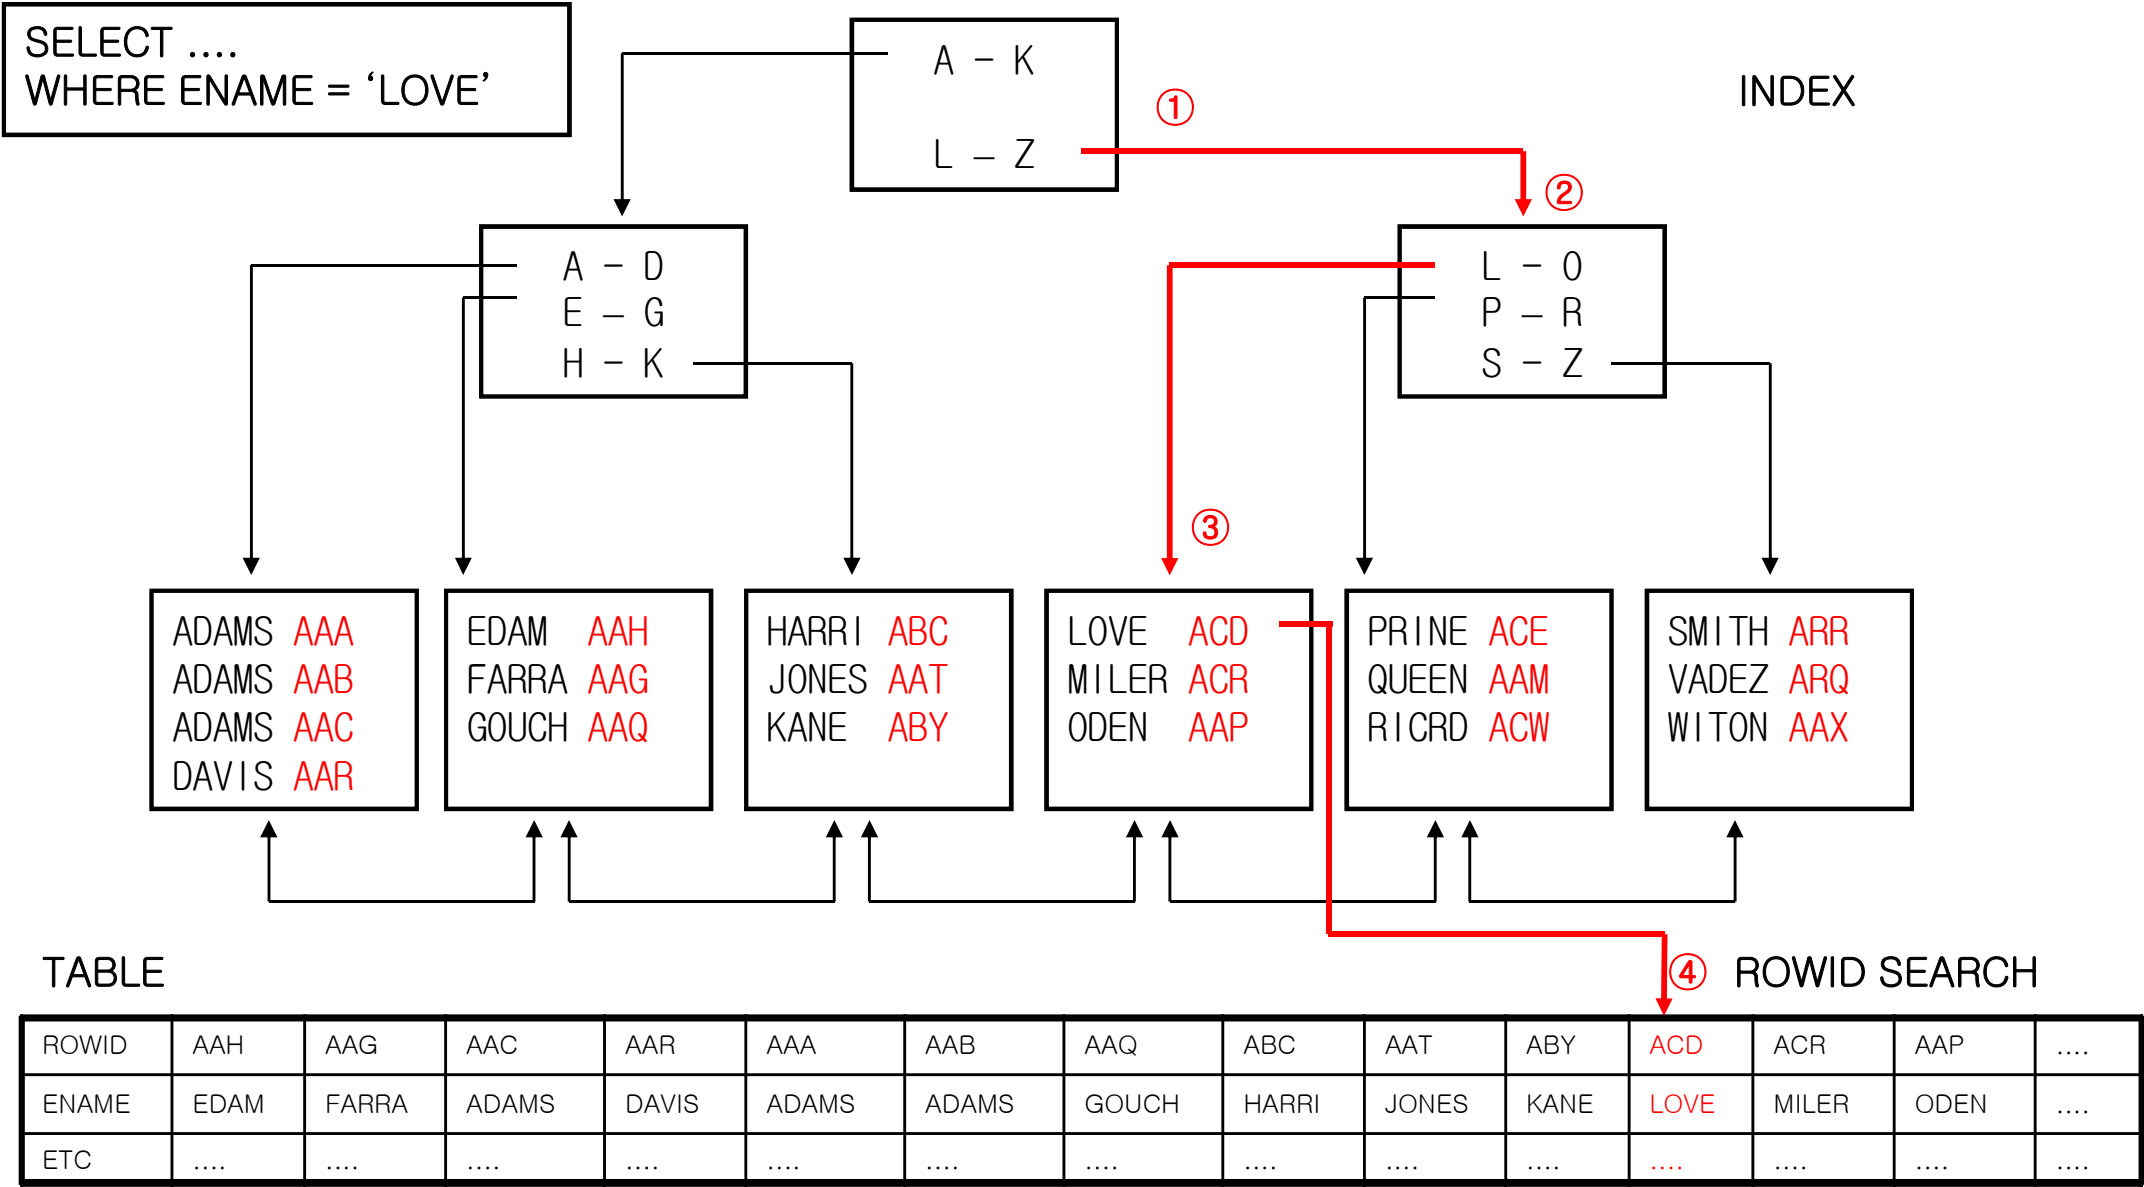 SELECT ....
WHERE ENAME = ‘LOVE’
INDEX
A – K
L – Z
①
②
A – D
E – G
H – K
L – O
P – R
S – Z
③
ADAMS AAA
ADAMS AAB
ADAMS AAC
DAVIS AAR
EDAM AAH
FARRA AAG
GOUCH AAQ
HARRI ABC
JONES AAT
KANE ABY
LOVE ACD
MILER ACR
ODEN AAP
PRINE ACE
QUEEN AAM
RICRD ACW
SMITH ARR
VADEZ ARQ
WITON AAX
TABLE
④ ROWID SEARCH
ROWID AAH AAG AAC AAR AAA AAB AAQ ABC AAT ABY ACD ACR AAP ....
ENAME EDAM FARRA ADAMS DAVIS ADAMS ADAMS GOUCH HARRI JONES KANE LOVE MILER ODEN ....
ETC .... .... .... .... .... .... .... .... .... .... .... .... .... ....